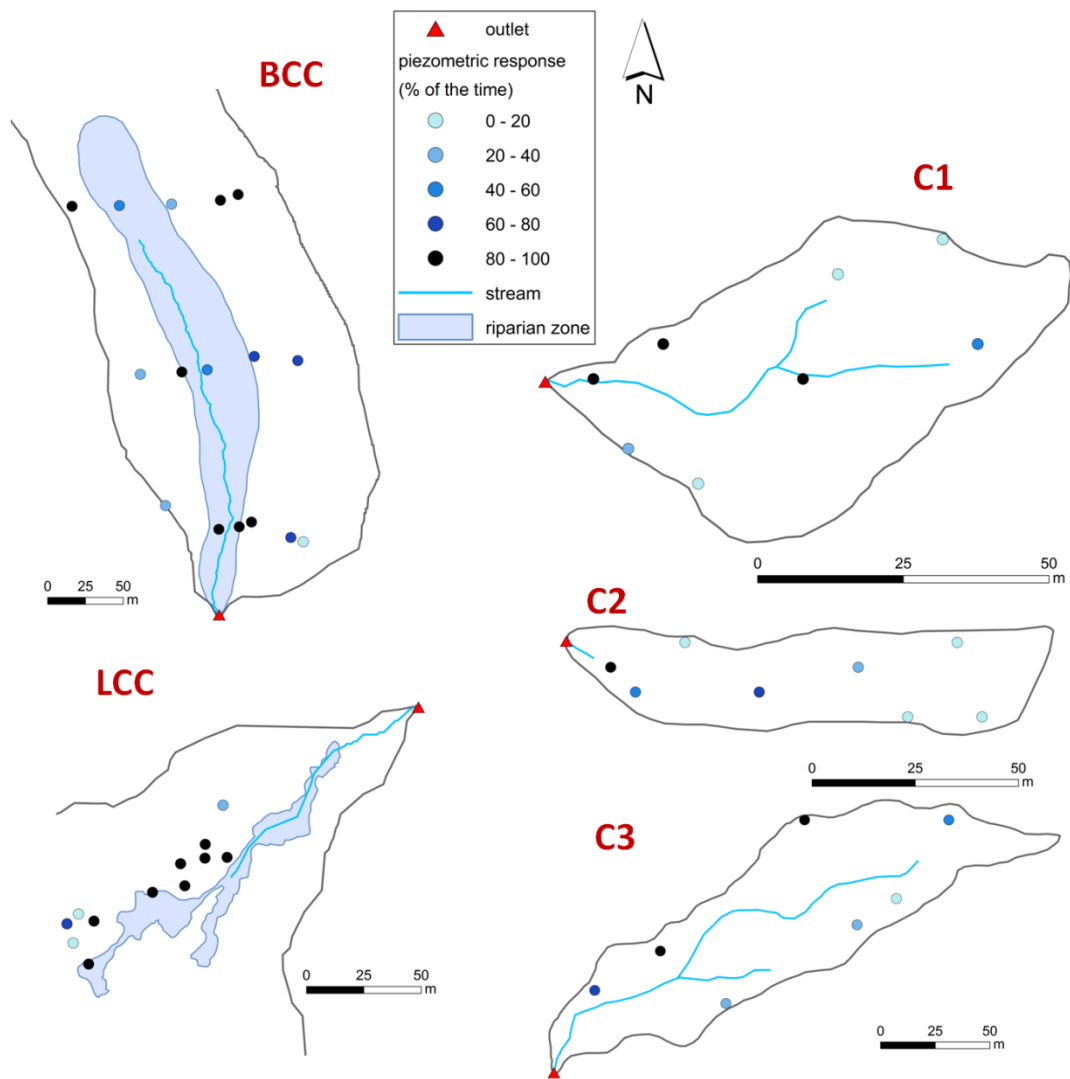 outlet
piezometric response
(% of the time)
0 - 20
20 - 40
40 - 60
60 - 80
80 - 100
stream
riparian zone
N
BCC
0 25 50
m
C1
0 25 50
m
C2
0 25 50
m
LCC
0 25 50
m
C3
0 25 50
m